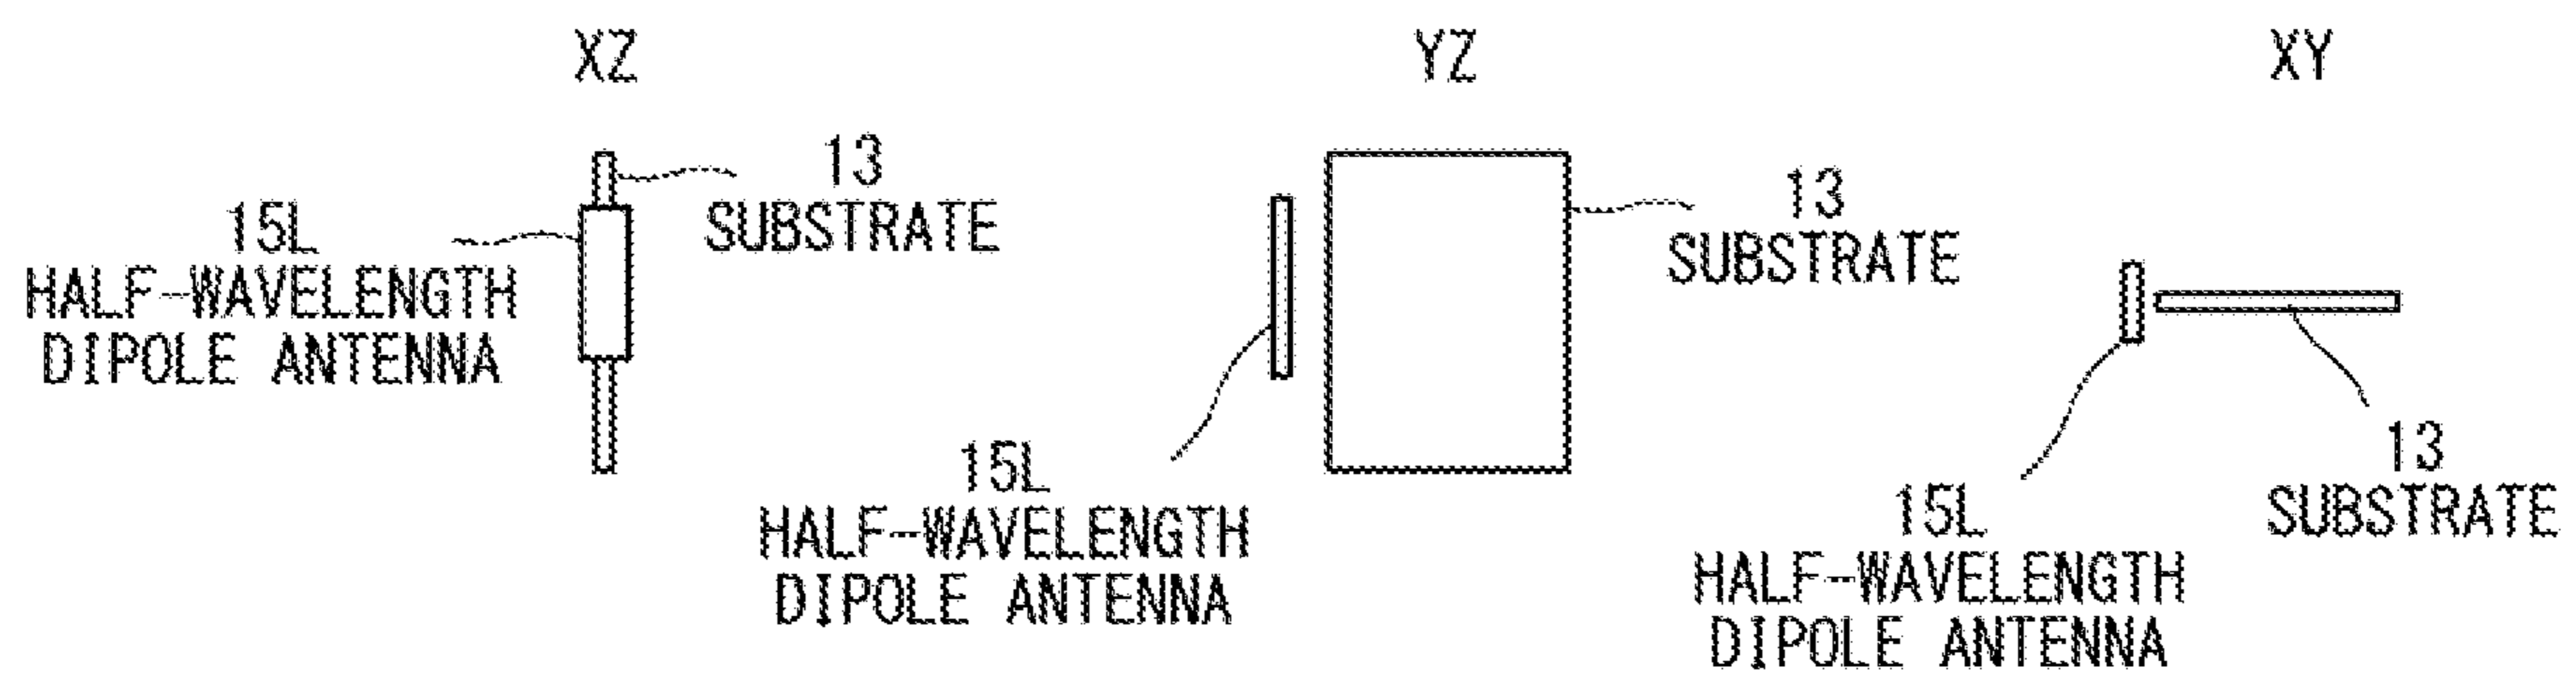 XZ
13
SUBSTRATE
15L
HALF-WAVELENGTH
DIPOLE ANTENNA
YZ
13
SUBSTRATE
15L
HALF-WAVELENGTH
DIPOLE ANTENNA
XY
13
SUBSTRATE
15L
HALF-WAVELENGTH
DIPOLE ANTENNA